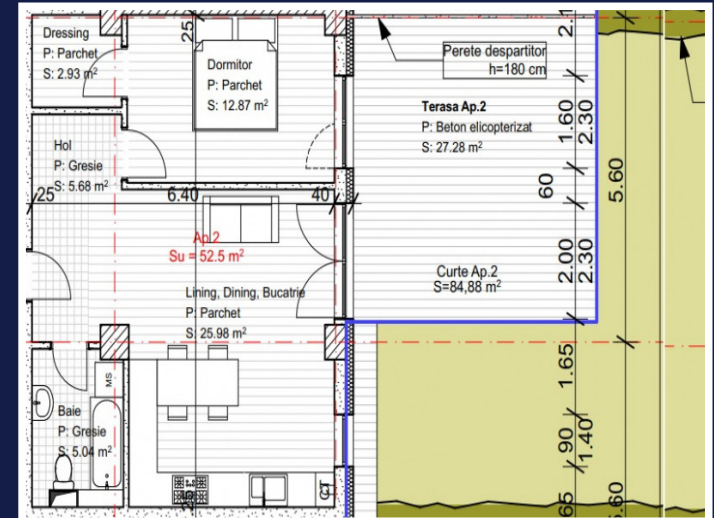 Dressing
P: Parchet
S: 2.93 m²
25
Dormitor
P: Parchet
S: 12.87 m²
Perete despartitor
h=180 cm
Terasa Ap.2
P: Beton elicopterizat
S: 27.28 m²
Hol
P: Gresie
S: 5.68 m²
25
6.40
40
Ap.2
Su = 52.5 m²
Lining, Dining, Bucatrie
P: Parchet
S: 25.98 m²
Curte Ap.2
S=84,88 m²
MS
Baie
P: Gresie
S: 5.04 m²
25
CT
1.60
2.30
60
5.60
2.00
2.30
1.65
90
1.40
65